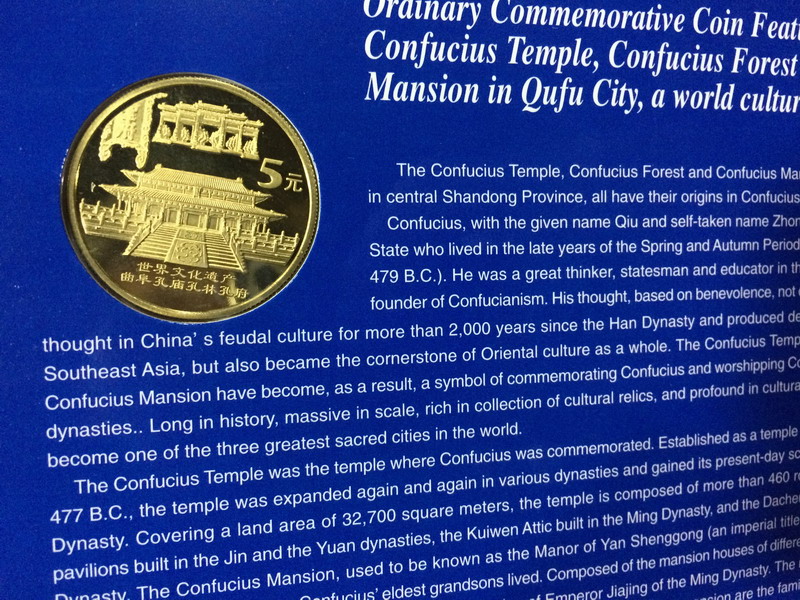 Ordinary Commemorative Coin
Confucius Temple, Confucius Forest
Mansion in Qufu City, a world
5元
世界文化遗产
曲阜孔庙孔林孔府
The Confucius Temple, Confucius Forest and Confucius
in central Shandong Province, all have their origins in Confucius
Confucius, with the given name Qiu and self-taken name
State who lived in the late years of the Spring and Autumn Period
479 B.C.). He was a great thinker, statesman and educator in
founder of Confucianism. His thought, based on benevolence, not
thought in China's feudal culture for more than 2,000 years since the Han Dynasty and produced
Southeast Asia, but also became the cornerstone of Oriental culture as a whole. The Confucius
Confucius Mansion have become, as a result, a symbol of commemorating Confucius and worshipping
dynasties.. Long in history, massive in scale, rich in collection of cultural relics, and profound in
become one of the three greatest sacred cities in the world.
The Confucius Temple was the temple where Confucius was commemorated. Established as a temple
477 B.C., the temple was expanded again and again in various dynasties and gained its present-day
Dynasty. Covering a land area of 32,700 square meters, the temple is composed of more than 460
pavilions built in the Jin and the Yuan dynasties, the Kuiwen Attic built in the Ming Dynasty, and the
Dynasty. The Confucius Mansion, used to be known as the Manor of Yan Shenggong (an imperial title
Confucius' eldest grandsons lived. Composed of the mansion houses of
of Emperor Jiajing of the Ming Dynasty. The
are the